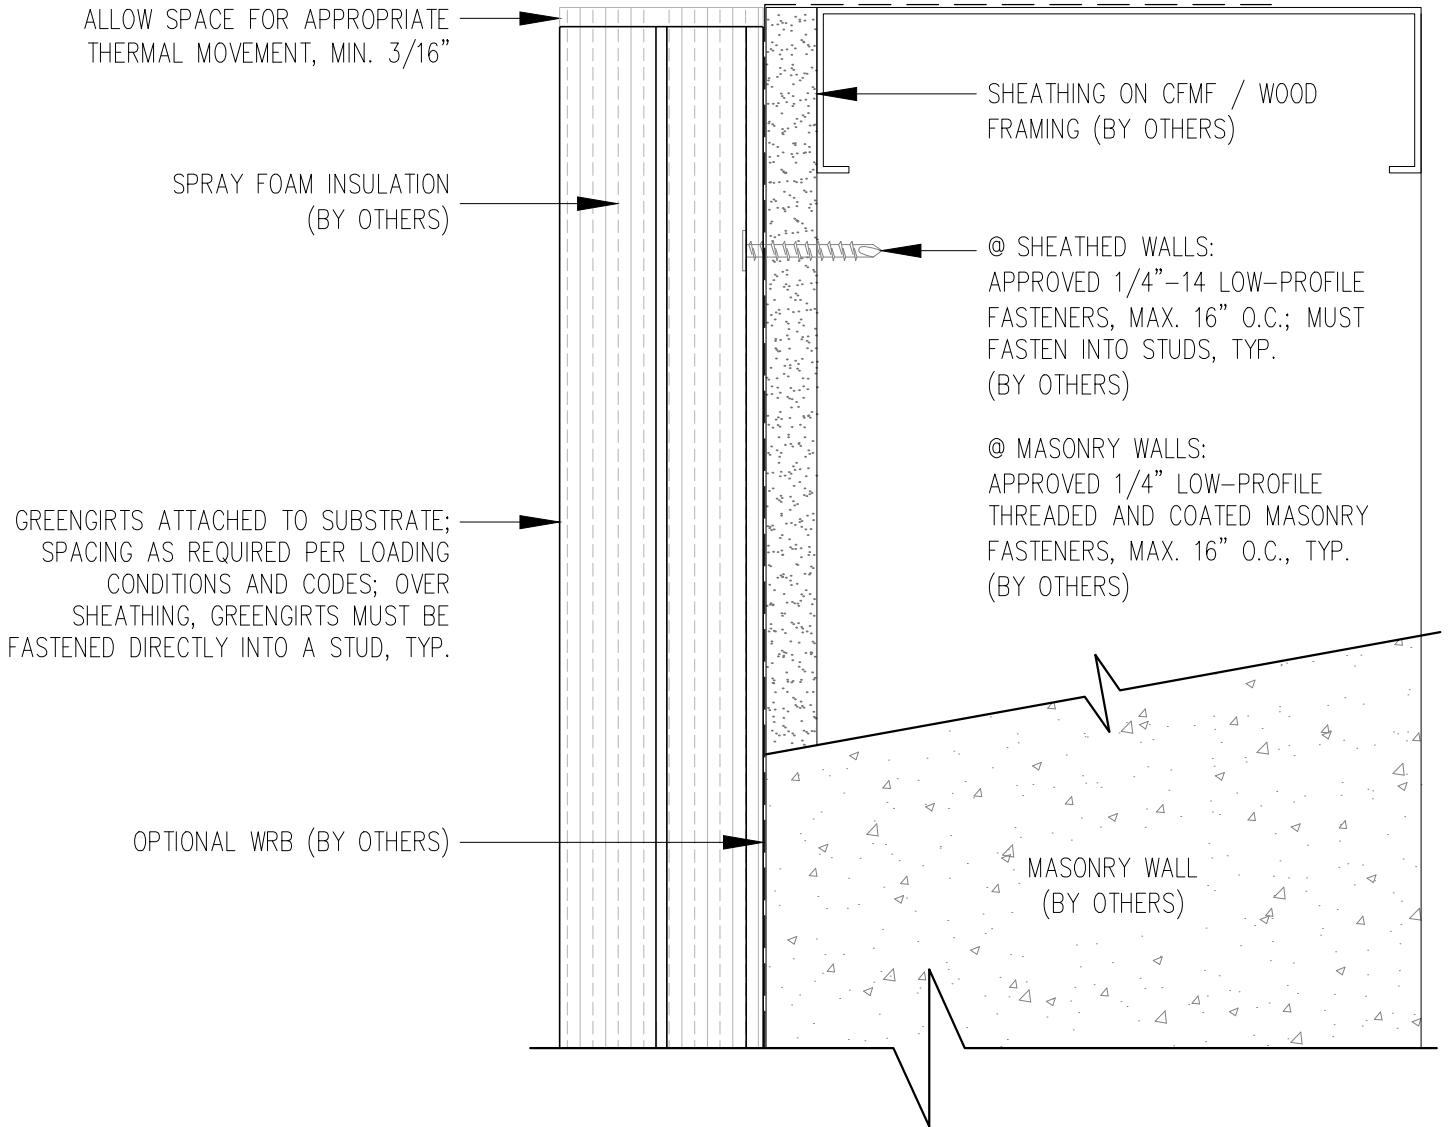 ALLOW SPACE FOR APPROPRIATE
THERMAL MOVEMENT, MIN. 3/16”
SPRAY FOAM INSULATION
(BY OTHERS)
GREENGIRTS ATTACHED TO SUBSTRATE;
SPACING AS REQUIRED PER LOADING
CONDITIONS AND CODES; OVER
SHEATHING, GREENGIRTS MUST BE
FASTENED DIRECTLY INTO A STUD, TYP.
OPTIONAL WRB (BY OTHERS)
SHEATHING ON CFMF / WOOD
FRAMING (BY OTHERS)
@ SHEATHED WALLS:
APPROVED 1/4”-14 LOW-PROFILE
FASTENERS, MAX. 16” O.C.; MUST
FASTEN INTO STUDS, TYP.
(BY OTHERS)
@ MASONRY WALLS:
APPROVED 1/4” LOW-PROFILE
THREADED AND COATED MASONRY
FASTENERS, MAX. 16” O.C., TYP.
(BY OTHERS)
MASONRY WALL
(BY OTHERS)